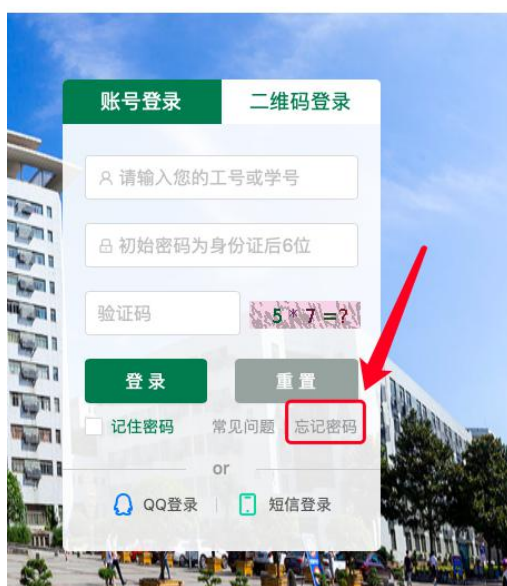 账号登录 二维码登录
请输入您的工号或学号
初始密码为身份证后6位
验证码 5 * 7 =?
登 录 重 置
记住密码 常见问题 忘记密码
or
QQ登录 短信登录